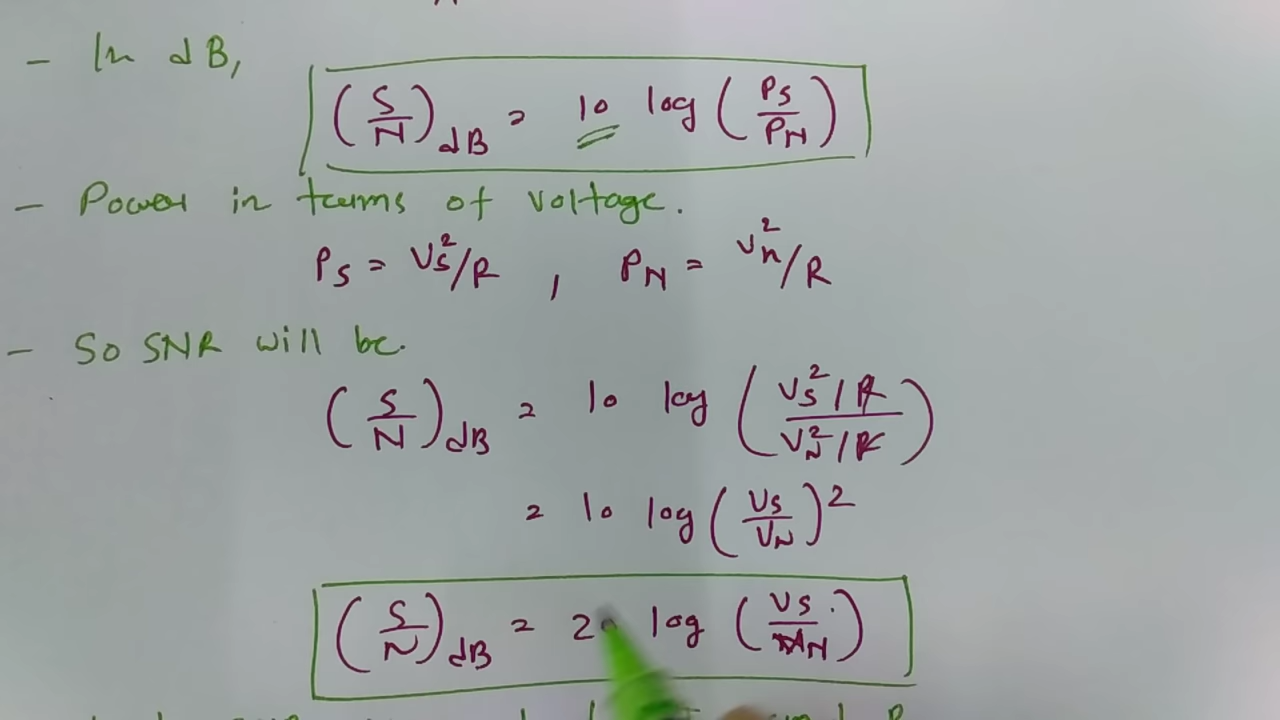 - In dB,
(S/N)dB = 10 log (PS/PN)
- Power in terms of voltage.
PS = VS²/R , PN = Vn²/R
- So SNR will be.
(S/N)dB = 10 log (VS²/R / VN²/R)
= 10 log (VS/VN)²
(S/N)dB = 20 log (VS/VN)